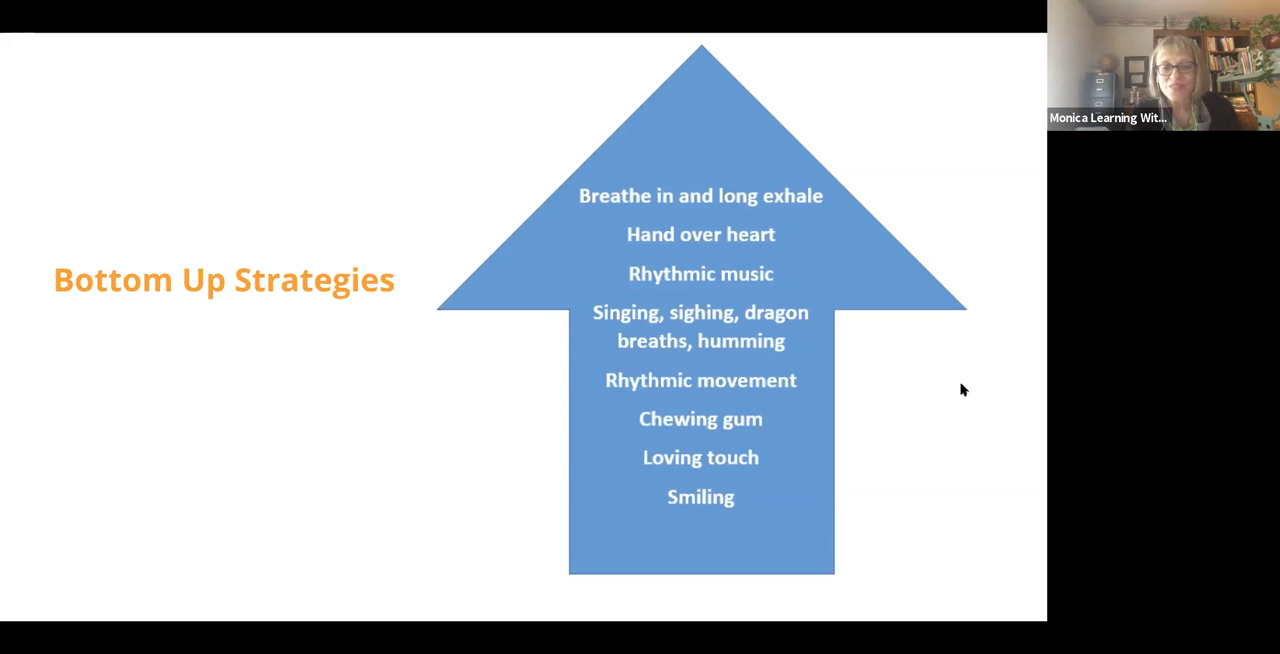 Bottom Up Strategies
Breathe in and long exhale
Hand over heart
Rhythmic music
Singing, sighing, dragon
breaths, humming
Rhythmic movement
Chewing gum
Loving touch
Smiling
Monica Learning Wit...